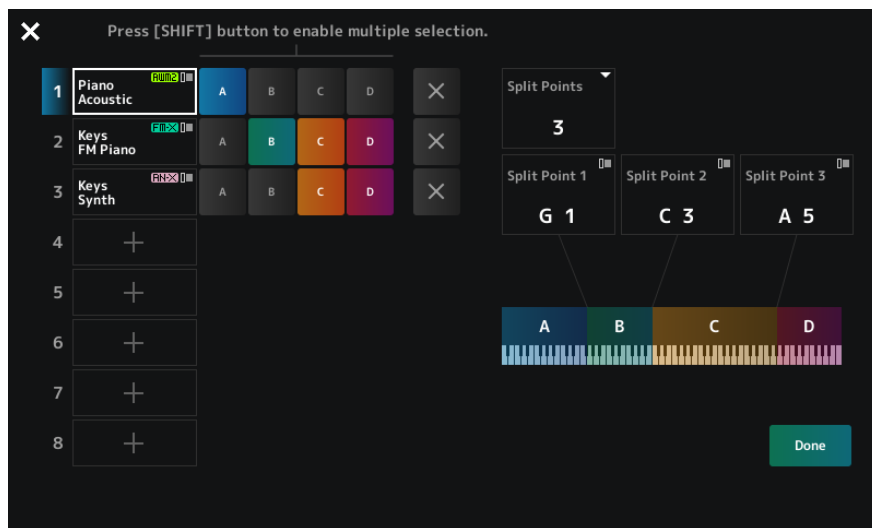 Press [SHIFT] button to enable multiple selection.
1
Piano
Acoustic
AWM2
A B C D
2
Keys
FM Piano
FM-X
A B C D
3
Keys
Synth
AN-X
A B C D
4
5
6
7
8
Split Points
3
Split Point 1
G 1
Split Point 2
C 3
Split Point 3
A 5
A B C D
Done